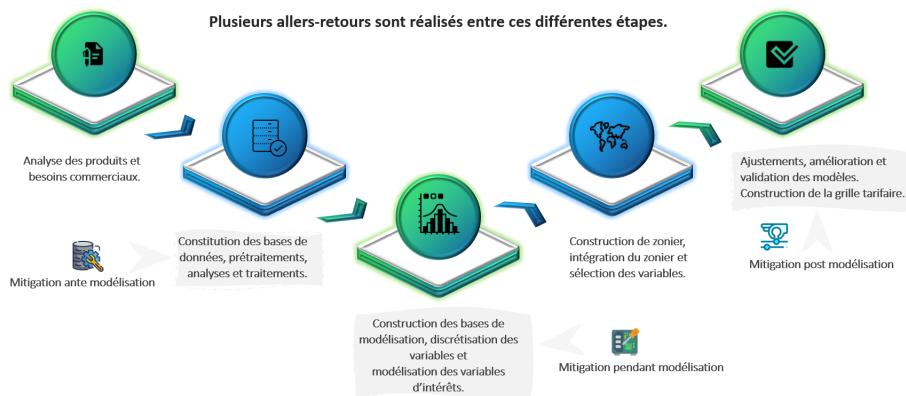 Plusieurs allers-retours sont réalisés entre ces différentes étapes.
Analyse des produits et
besoins commerciaux.
Mitigation ante modélisation
Constitution des bases de
données, prétraitements,
analyses et traitements.
Construction des bases de
modélisation, discrétisation des
variables et
modélisation des variables
d’intérêts.
Mitigation pendant modélisation
Construction de zonier,
intégration du zonier et
sélection des variables.
Ajustements, amélioration et
validation des modèles.
Construction de la grille tarifaire.
Mitigation post modélisation